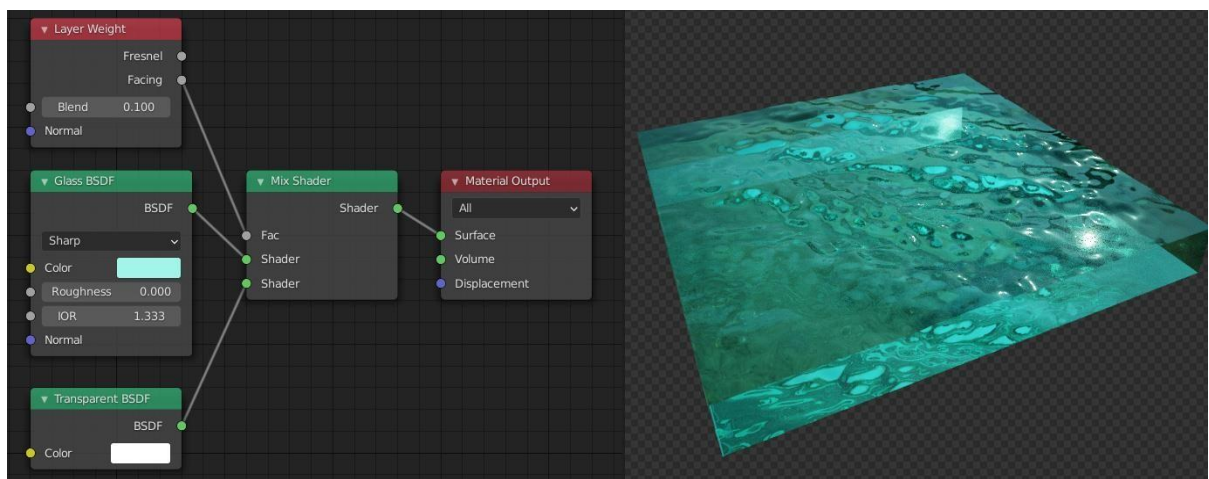 Layer Weight
Fresnel
Facing
Blend 0.100
Normal
Glass BSDF
BSDF
Sharp
Color
Roughness 0.000
IOR 1.333
Normal
Transparent BSDF
BSDF
Color
Mix Shader
Shader
Fac
Shader
Shader
Material Output
All
Surface
Volume
Displacement